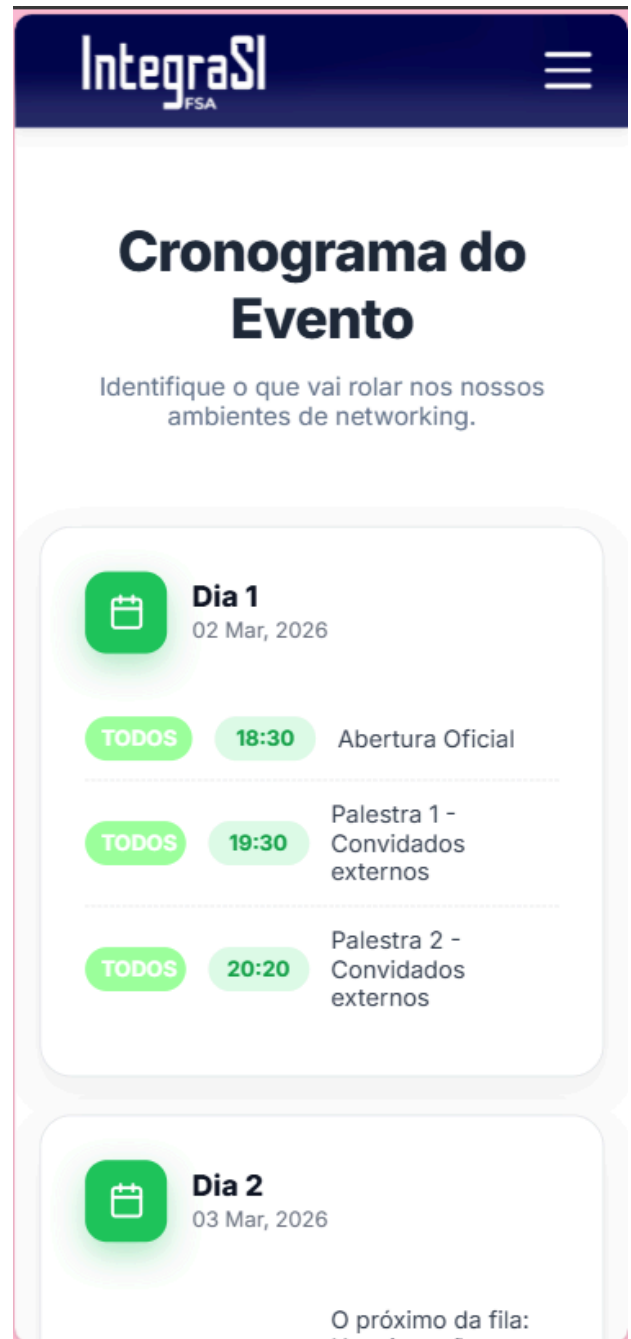 IntegraSI
FSA
Cronograma do
Evento
Identifique o que vai rolar nos nossos
ambientes de networking.
Dia 1
02 Mar, 2026
TODOS 18:30 Abertura Oficial
TODOS 19:30 Palestra 1 -
Convidados
externos
TODOS 20:20 Palestra 2 -
Convidados
externos
Dia 2
03 Mar, 2026
O próximo da fila: